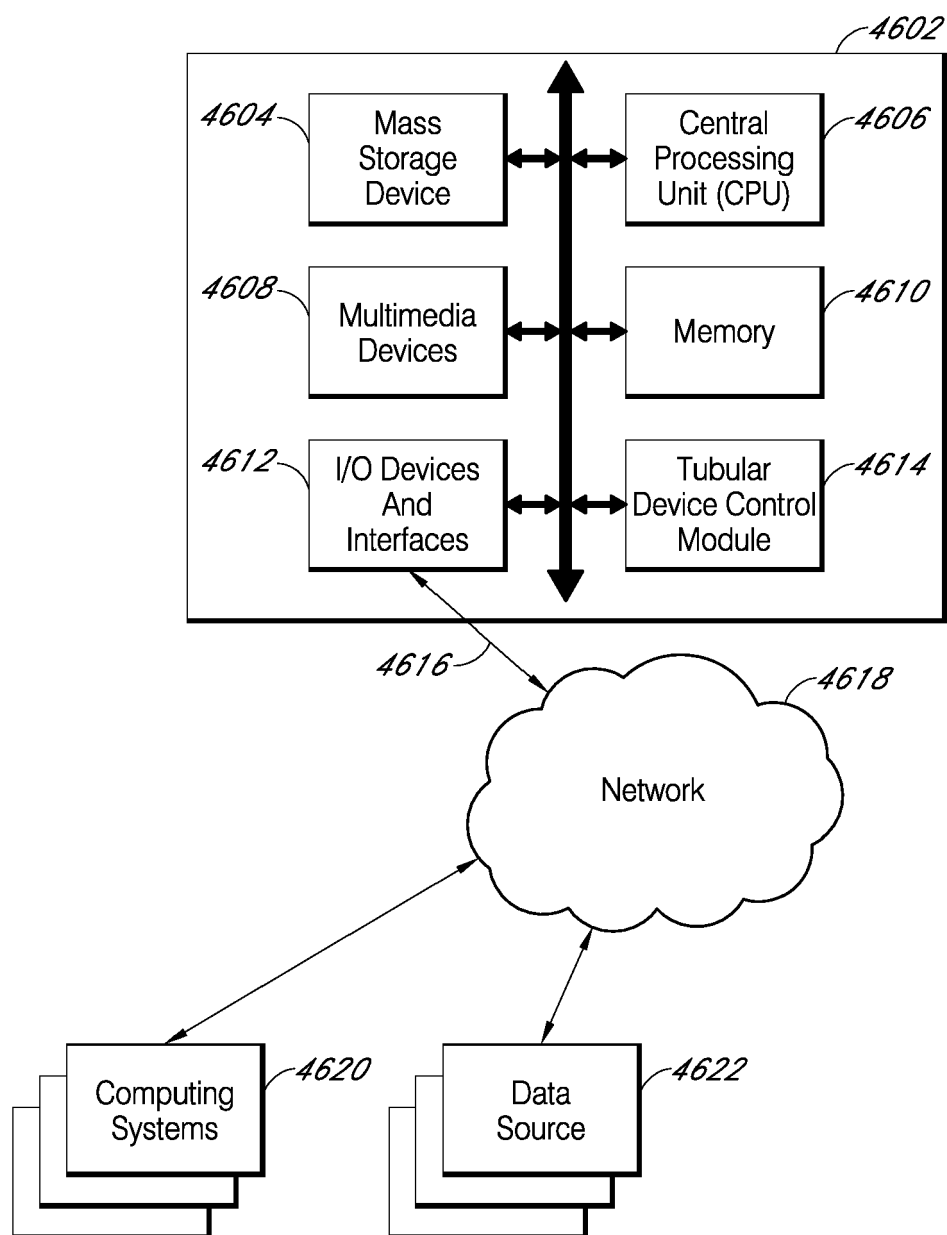 4602
4604
Mass
Storage
Device
Central
Processing
Unit (CPU)
4606
4608
Multimedia
Devices
Memory
4610
4612
I/O Devices
And
Interfaces
Tubular
Device Control
Module
4614
4616
4618
Network
Computing
Systems
4620
Data
Source
4622